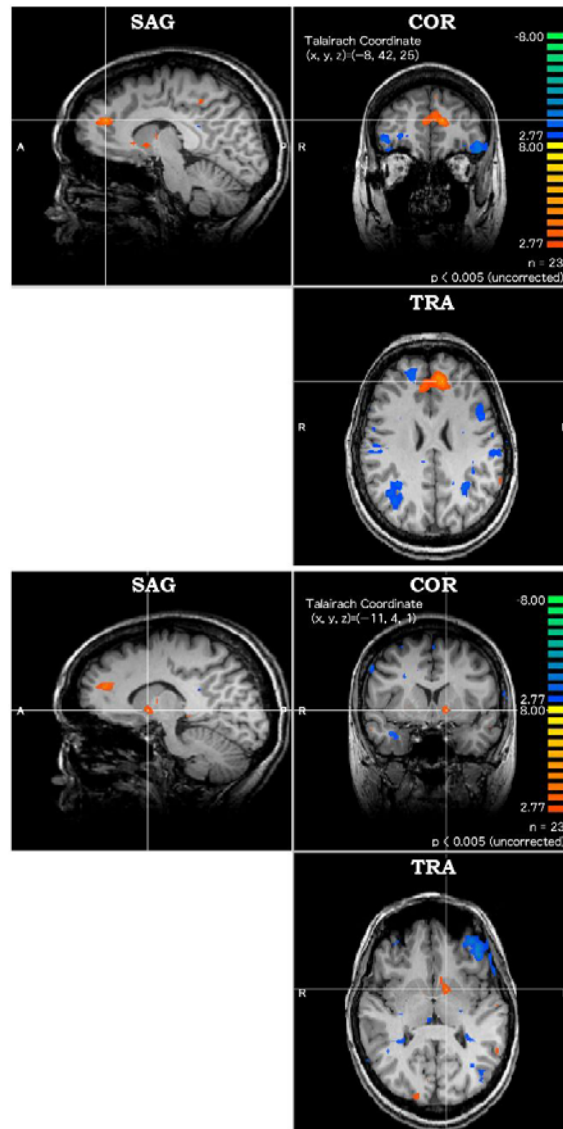 SAG
COR
Talairach Coordinate
(x, y, z)=(-8, 42, 25)
-8.00
2.77
8.00
2.77
A
P
R
n = 23
p < 0.005 (uncorrected)
TRA
R
SAG
COR
Talairach Coordinate
(x, y, z)=(-11, 4, 1)
-8.00
2.77
8.00
2.77
A
P
R
n = 23
p < 0.005 (uncorrected)
TRA
R